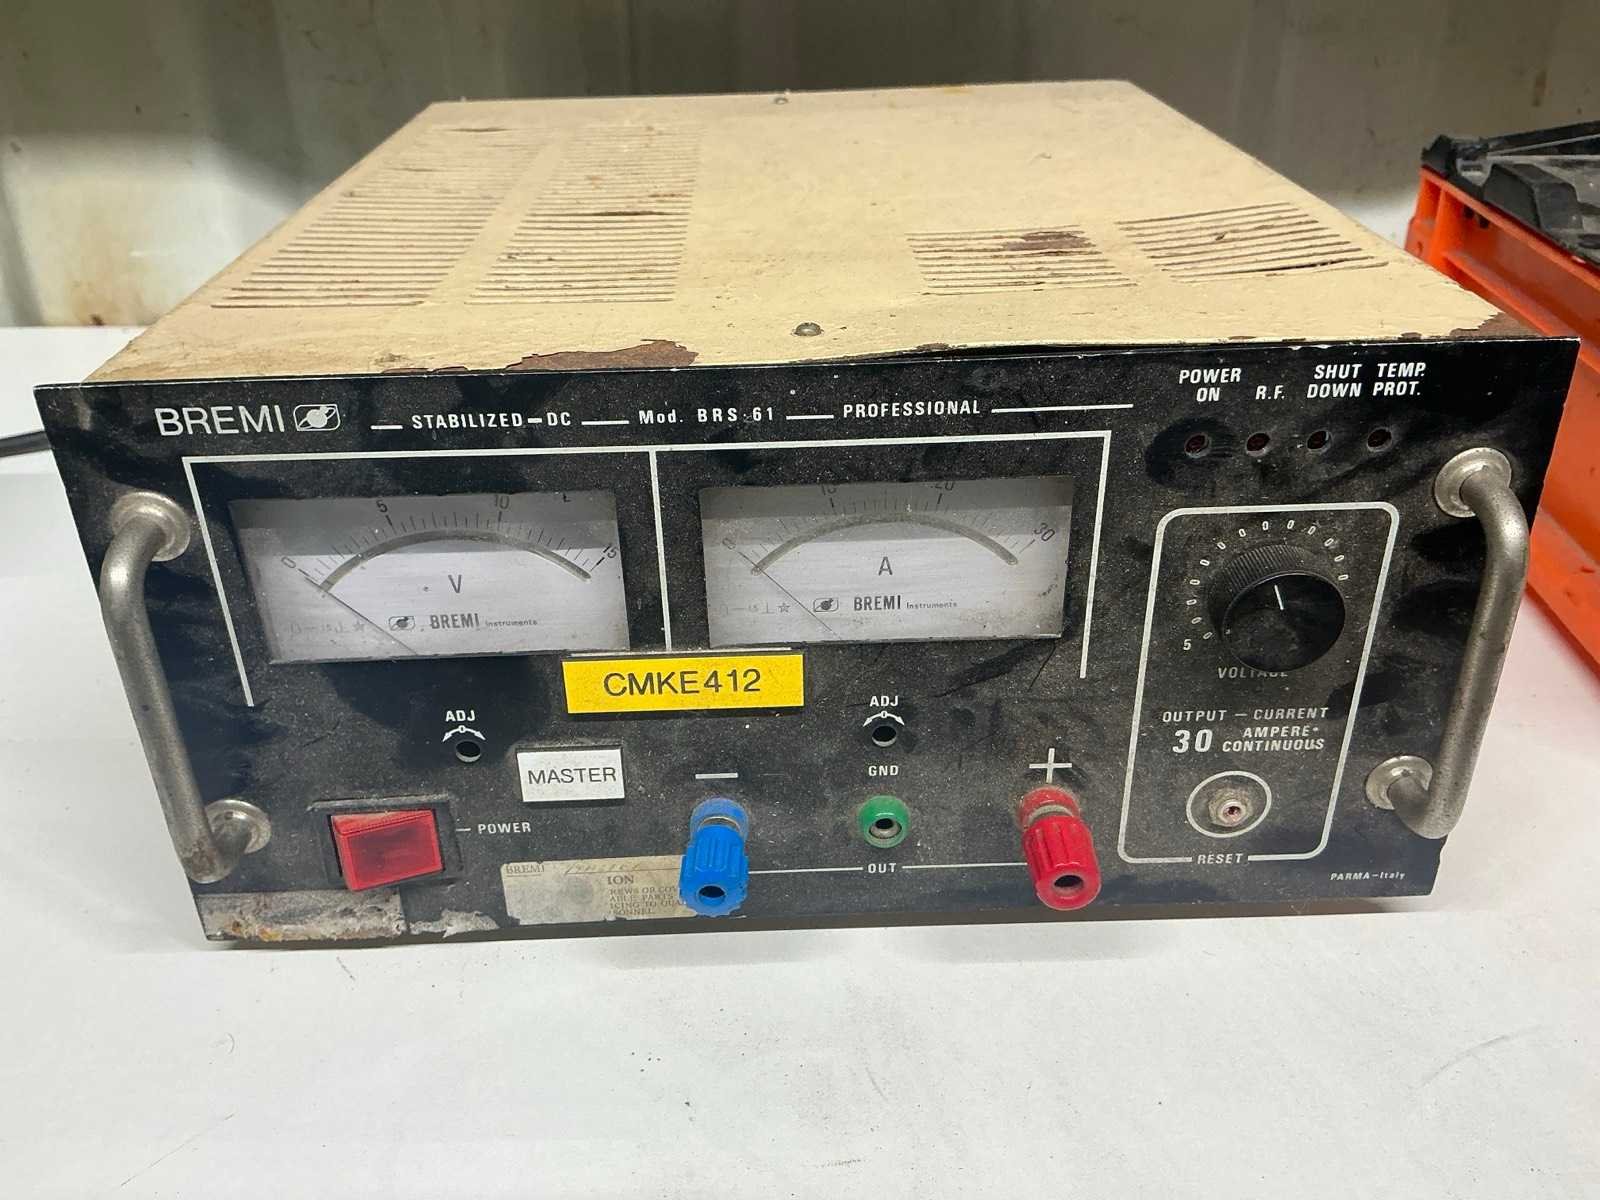 BREMI
STABILIZED-DC
Mod. BRS-61
PROFESSIONAL
POWER ON
R.F.
SHUT DOWN
TEMP. PROT.
0 5 10 15
V
BREMI Instruments
0 15 20 30
A
BREMI Instruments
5
VOLTAGE
CMKE412
ADJ
ADJ
OUTPUT - CURRENT
30 AMPERE
CONTINUOUS
MASTER
—
GND
+
POWER
OUT
RESET
PARMA-Italy
BREMI
ION
SONNEL.